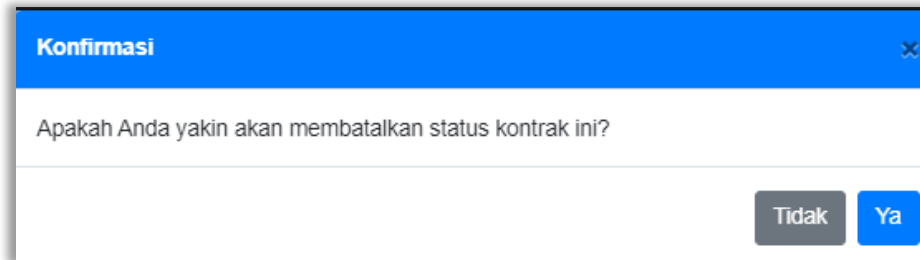 Konfirmasi
×
Apakah Anda yakin akan membatalkan status kontrak ini?
Tidak Ya